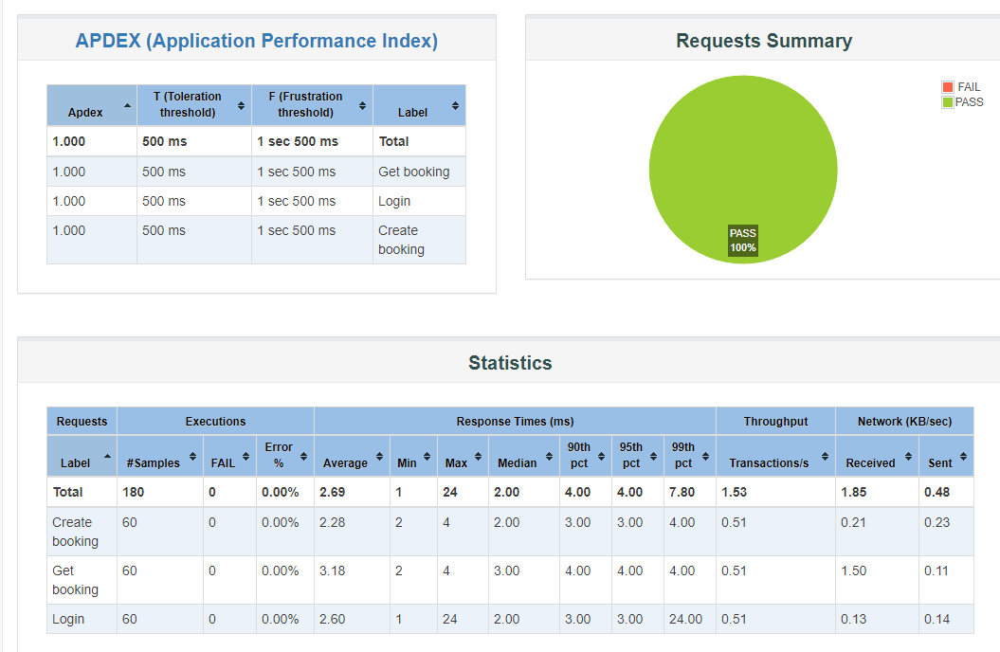 APDEX (Application Performance Index)
Apdex T (Toleration threshold) F (Frustration threshold) Label
1.000 500 ms 1 sec 500 ms Total
1.000 500 ms 1 sec 500 ms Get booking
1.000 500 ms 1 sec 500 ms Login
1.000 500 ms 1 sec 500 ms Create booking
Requests Summary
FAIL
PASS
PASS
100%
Statistics
Requests Executions Response Times (ms) Throughput Network (KB/sec)
Label #Samples FAIL Error % Average Min Max Median 90th pct 95th pct 99th pct Transactions/s Received Sent
Total 180 0 0.00% 2.69 1 24 2.00 4.00 4.00 7.80 1.53 1.85 0.48
Create booking 60 0 0.00% 2.28 2 4 2.00 3.00 3.00 4.00 0.51 0.21 0.23
Get booking 60 0 0.00% 3.18 2 4 3.00 4.00 4.00 4.00 0.51 1.50 0.11
Login 60 0 0.00% 2.60 1 24 2.00 3.00 3.00 24.00 0.51 0.13 0.14